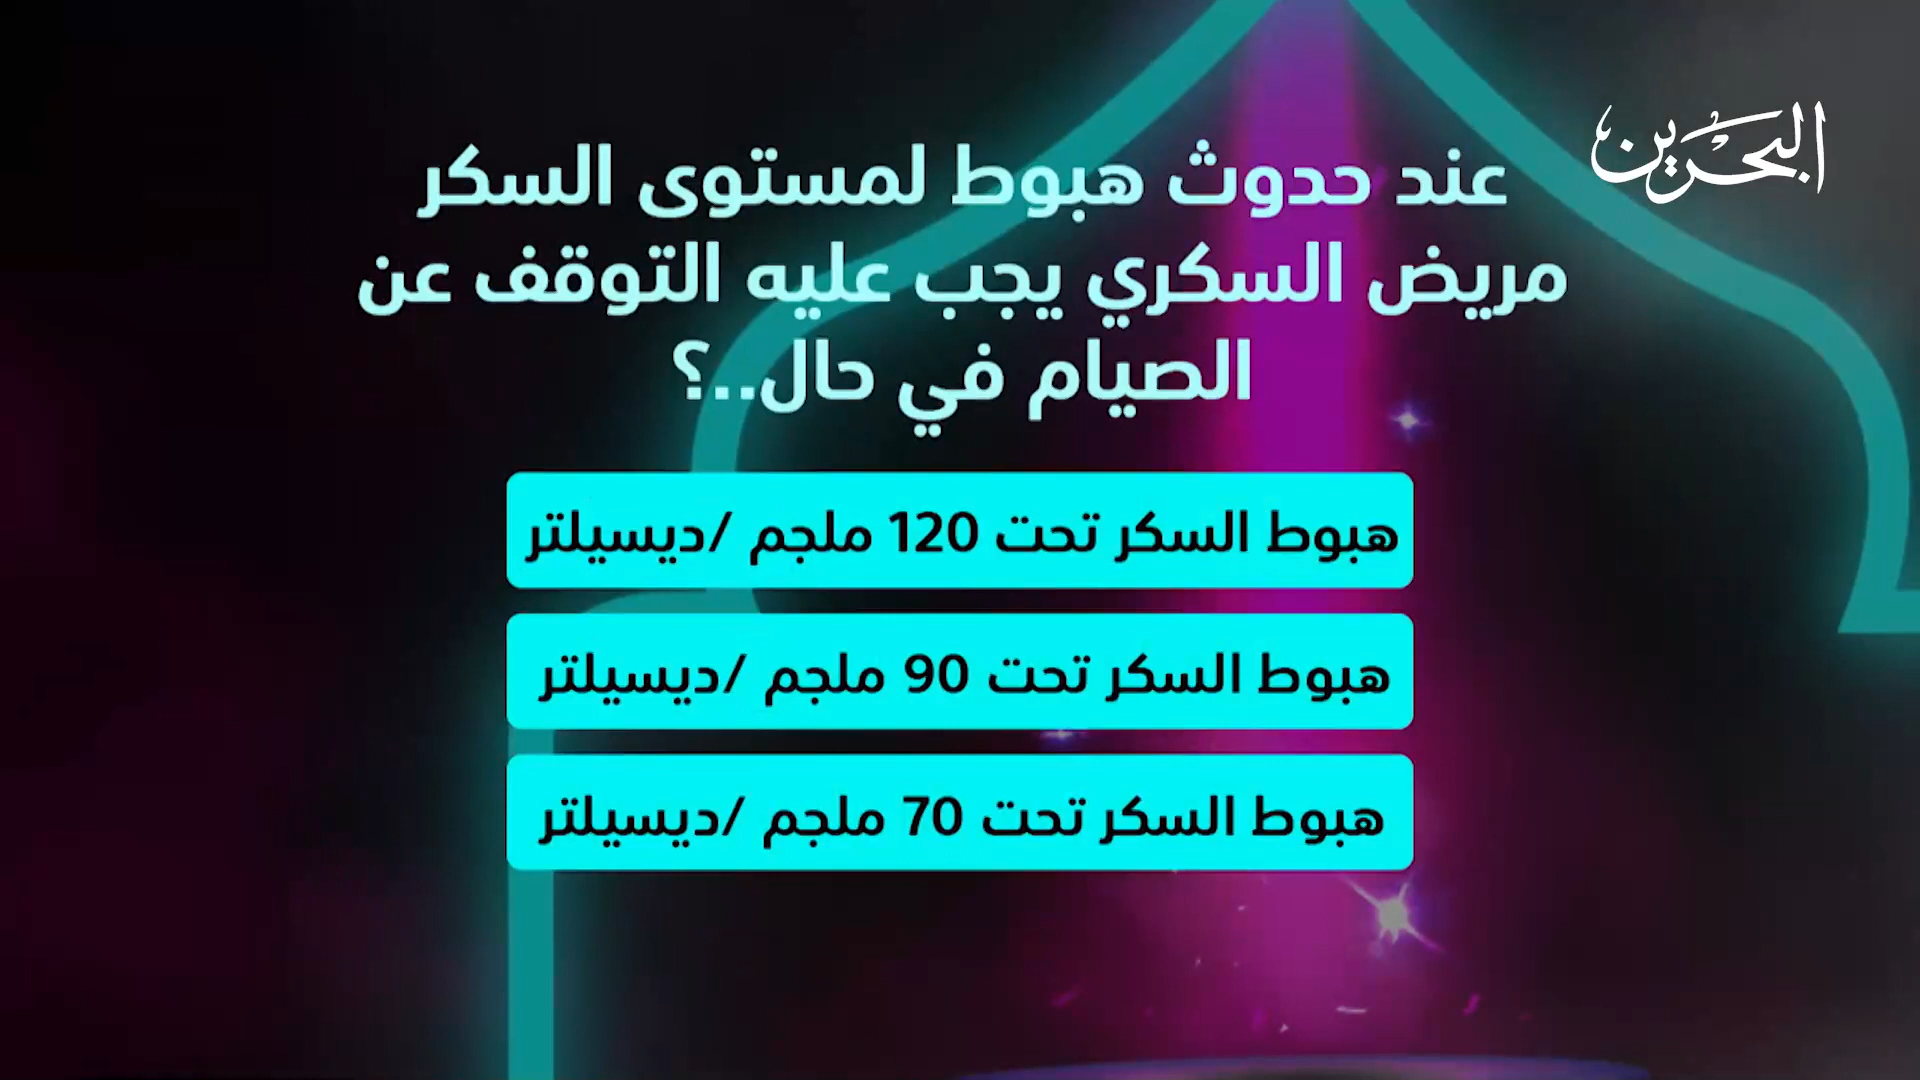 البحرين
عند حدوث هبوط لمستوى السكر
مريض السكري يجب عليه التوقف عن
الصيام في حال..؟
هبوط السكر تحت 120 ملجم /ديسيلتر
هبوط السكر تحت 90 ملجم /ديسيلتر
هبوط السكر تحت 70 ملجم /ديسيلتر